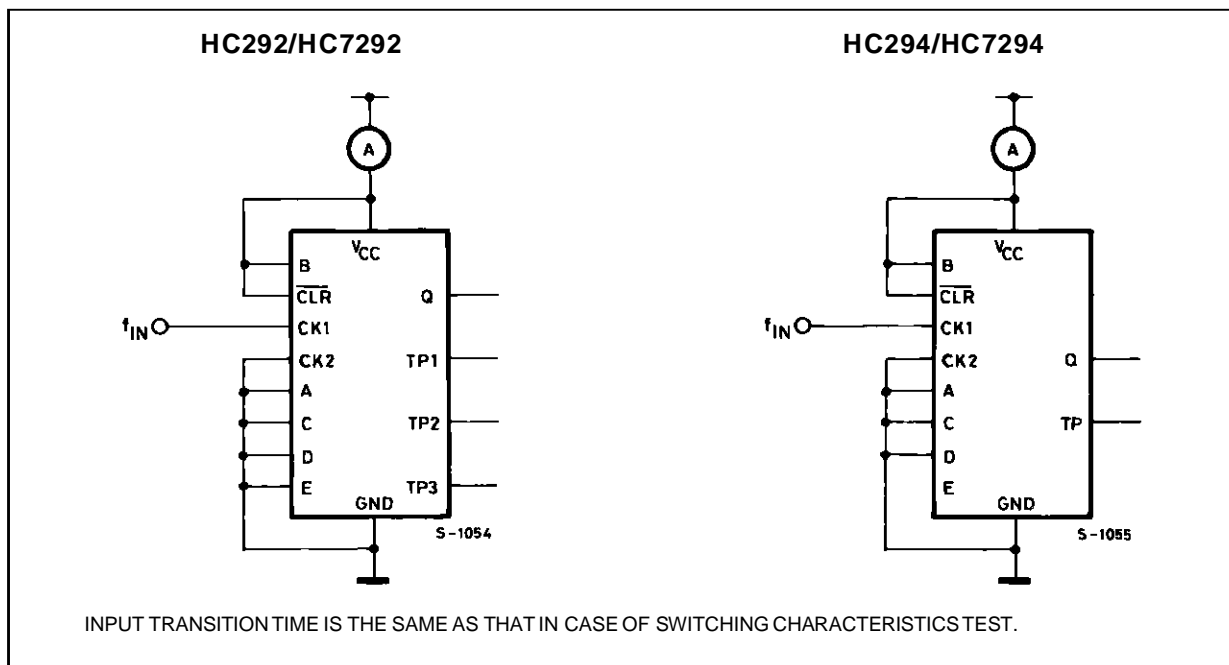 HC292/HC7292
A
VCC
B
CLR
Q
fIN
CK1
CK2
TP1
A
C
TP2
D
E
TP3
GND
S-1054
HC294/HC7294
A
VCC
B
CLR
fIN
CK1
CK2
Q
A
C
TP
D
E
GND
S-1055
INPUT TRANSITION TIME IS THE SAME AS THAT IN CASE OF SWITCHING CHARACTERISTICS TEST.